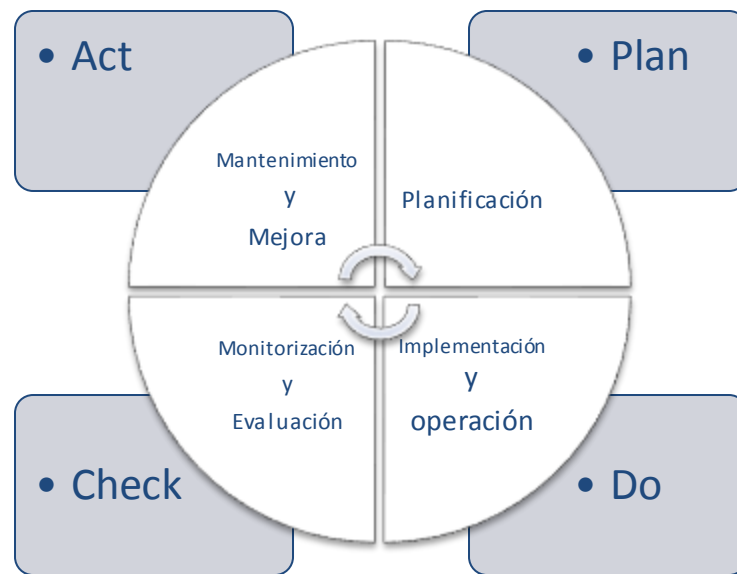 • Act
• Plan
Mantenimiento
y
Mejora
Planificación
Monitorización
y
Evaluación
Implementación
y
operación
• Check
• Do